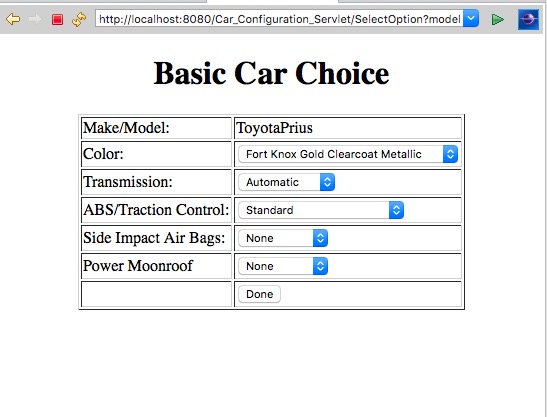 http://localhost:8080/Car_Configuration_Servlet/SelectOption?model
Basic Car Choice
Make/Model: ToyotaPrius
Color: Fort Knox Gold Clearcoat Metallic
Transmission: Automatic
ABS/Traction Control: Standard
Side Impact Air Bags: None
Power Moonroof None
Done